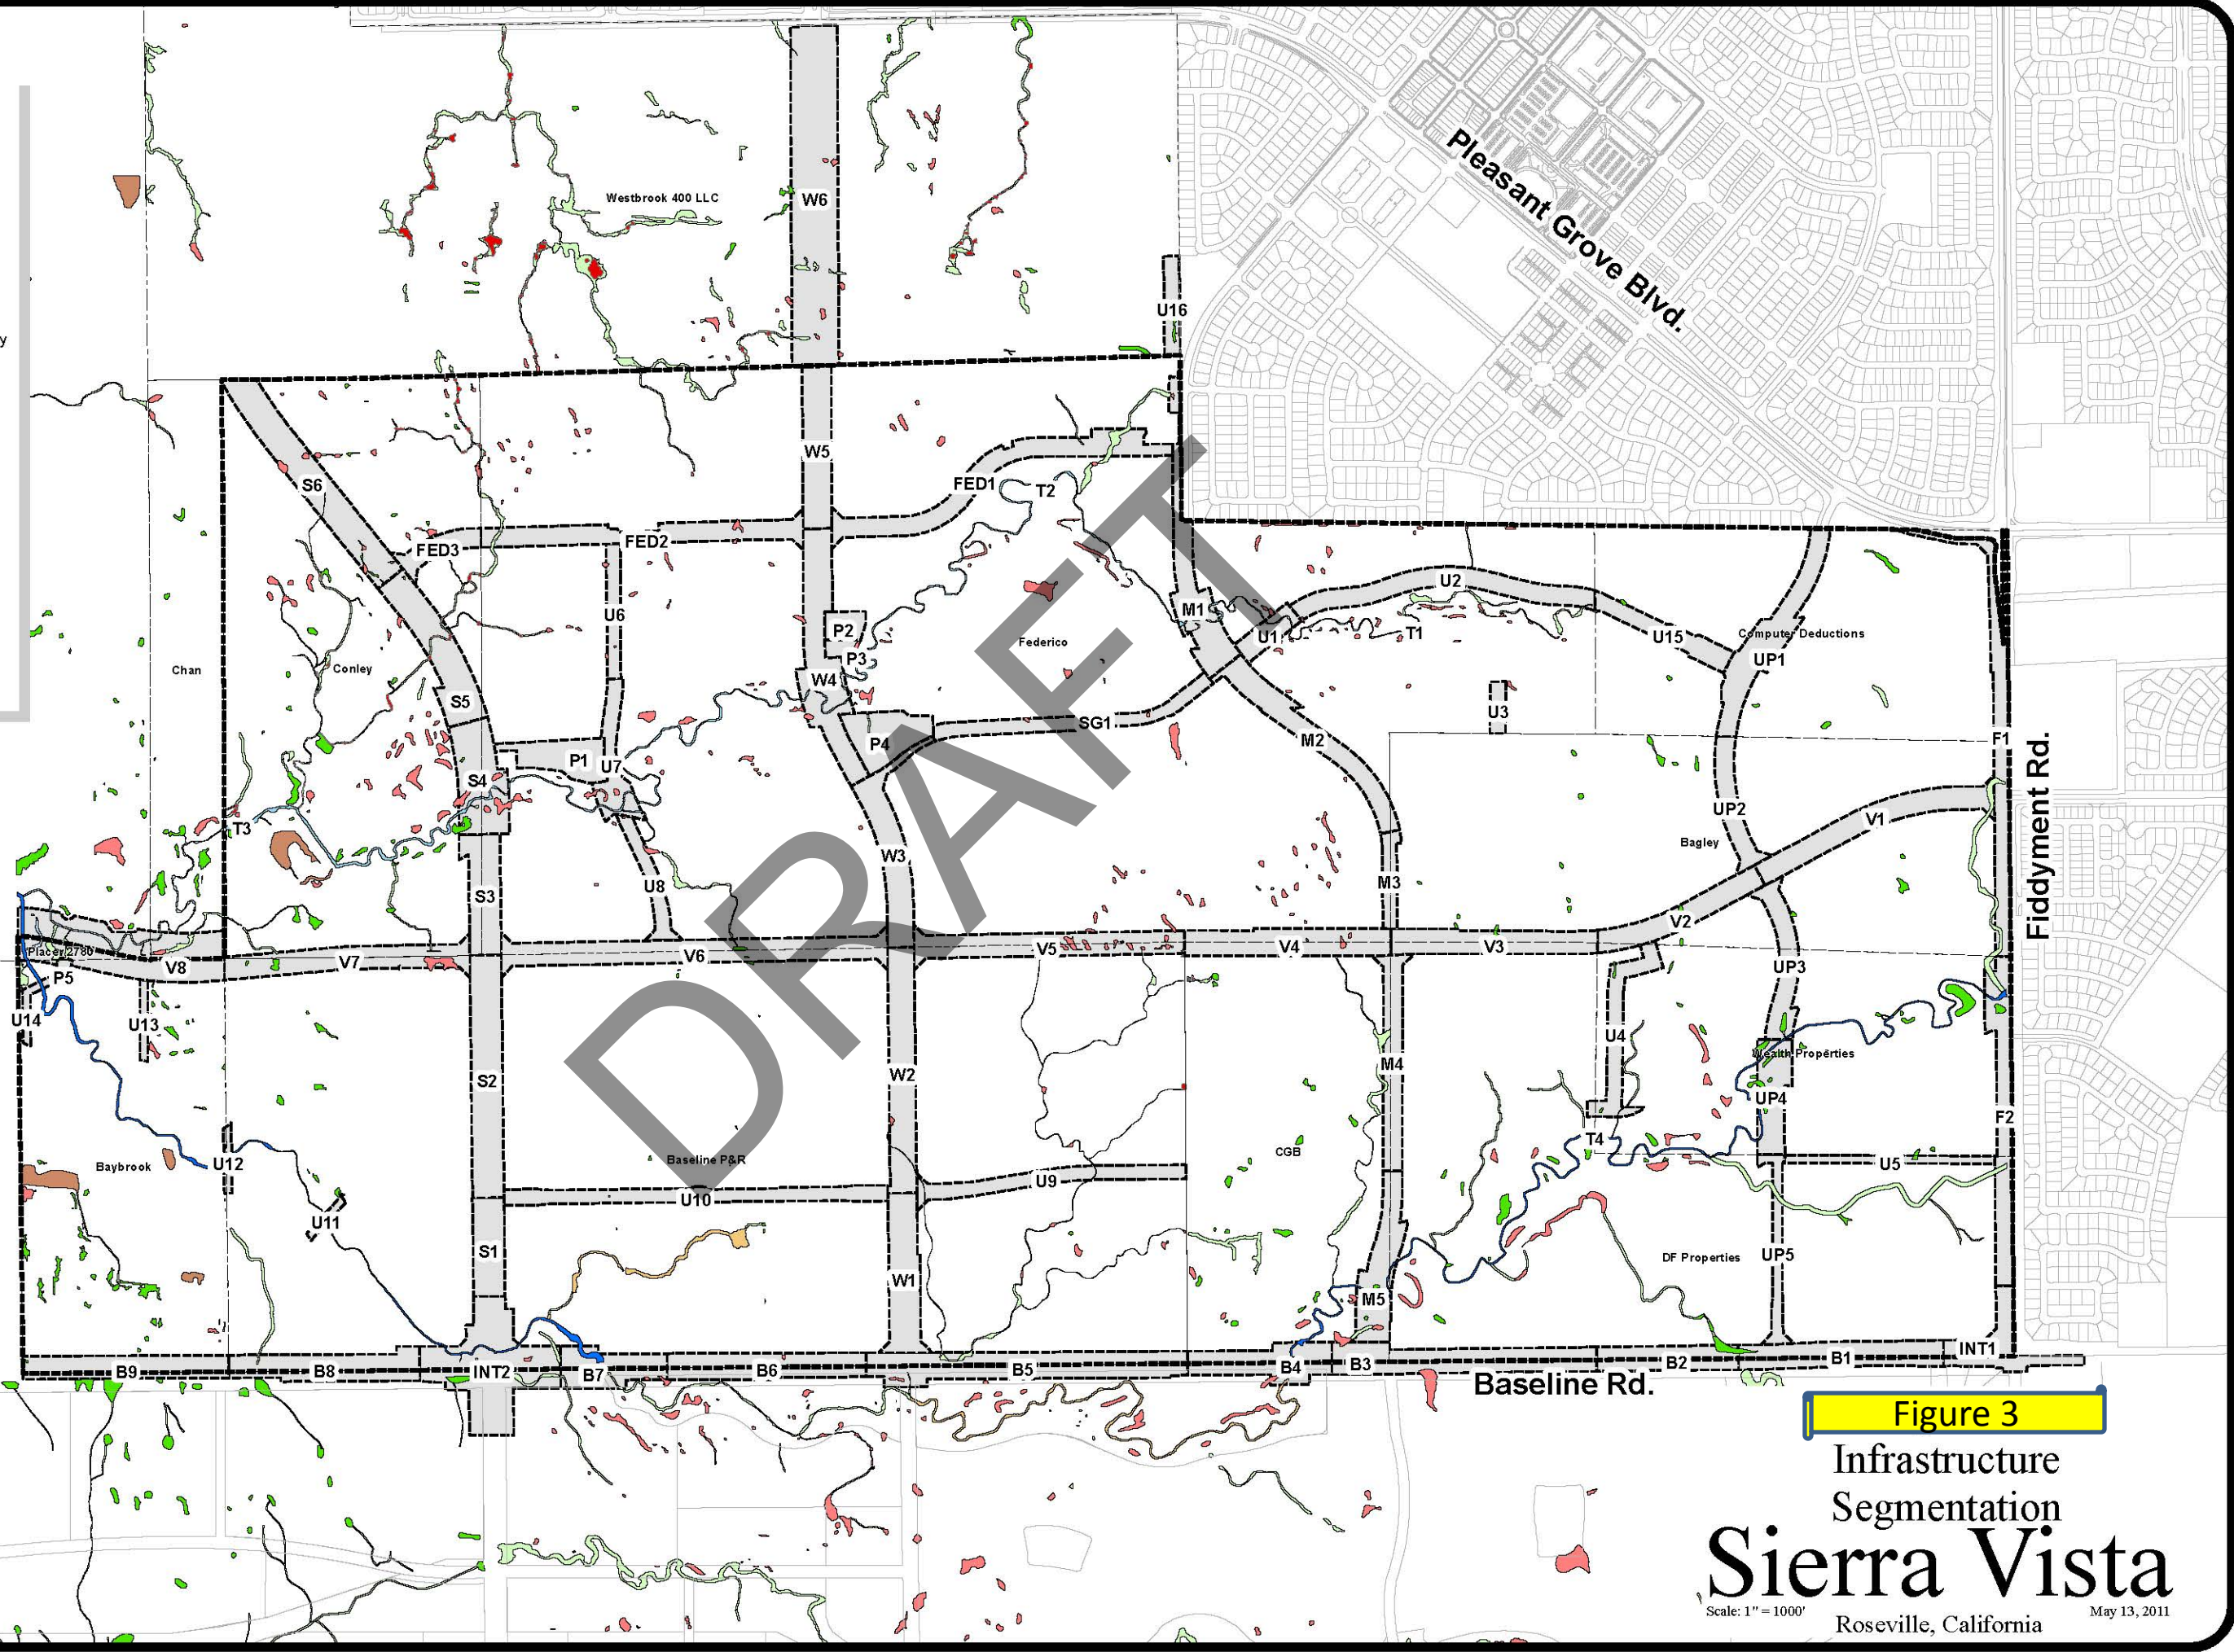 Pleasant Grove Blvd.
Westbrook 400 LLC
W6
y
U16
W5
S6
FED1
T2
FED3
FED2
U2
M1
U6
P2
U1
T1
U15
Computer Deductions
Federico
P3
UP1
Chan
Conley
W4
S5
U3
SG1
M2
F1
P4
P1
U7
S4
UP2
V1
T3
Bagley
Fiddyment Rd.
W3
M3
U8
S3
V2
V5
V4
V3
Placer 2780
V6
V7
V8
UP3
P5
U14
U13
U4
Wealth Properties
M4
W2
S2
UP4
F2
T4
CGB
Baseline P&R
U12
Baybrook
U5
U9
U10
U11
S1
UP5
DF Properties
W1
M5
INT1
B9
B8
INT2
B7
B6
B5
B4
B3
B2
B1
Baseline Rd.
DRAFT
Figure 3
Infrastructure
Segmentation
Sierra Vista
Scale: 1" = 1000'
May 13, 2011
Roseville, California